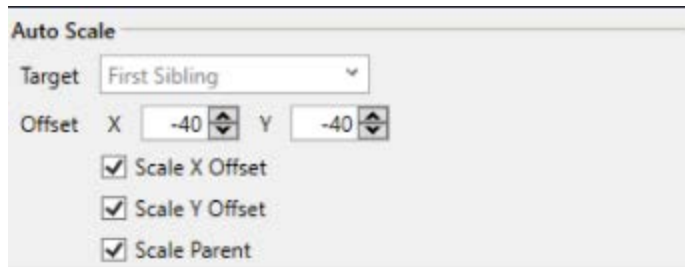 Auto Scale
Target First Sibling
Offset X -40 Y -40
Scale X Offset
Scale Y Offset
Scale Parent